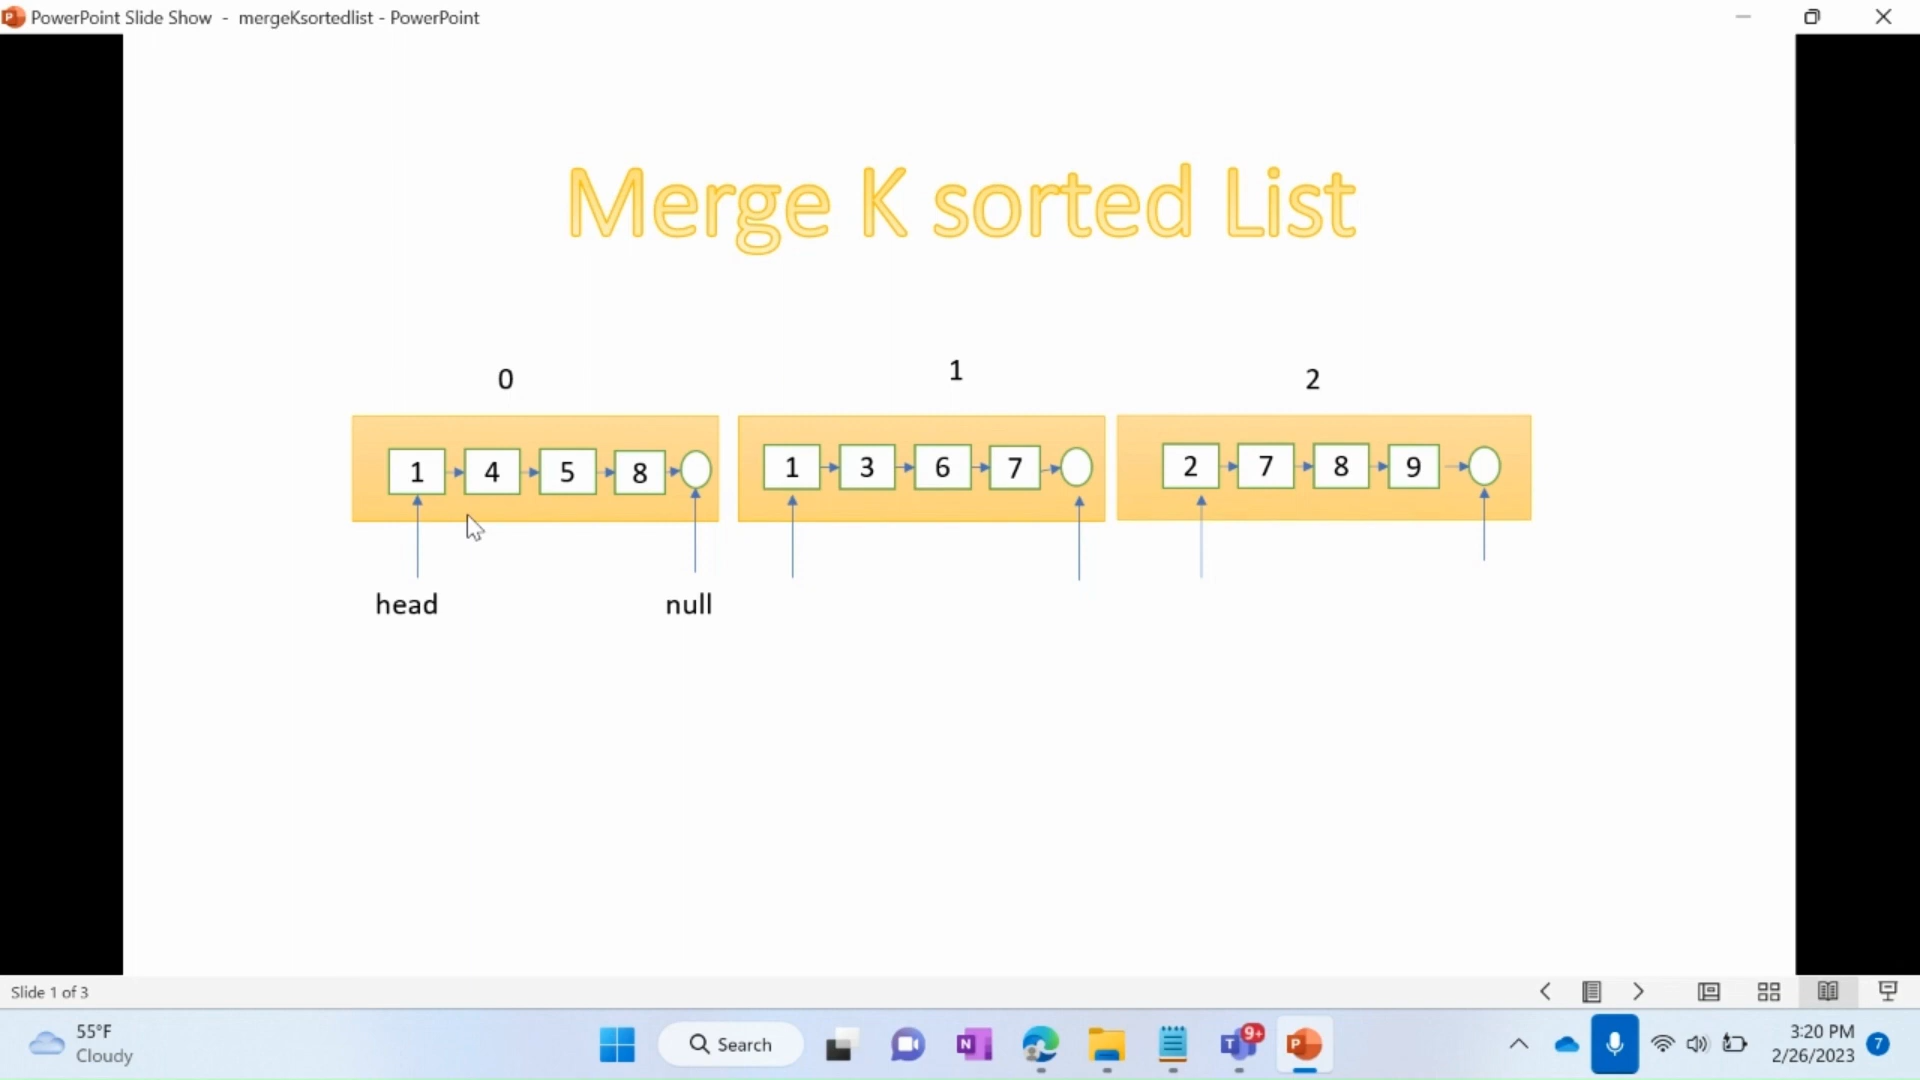 PowerPoint Slide Show - mergeKsortedlist - PowerPoint
Merge K sorted List
0 1 2
1 4 5 8 1 3 6 7 2 7 8 9
head null
Slide 1 of 3
55°F
Cloudy
Search
9+
3:20 PM
2/26/2023
7